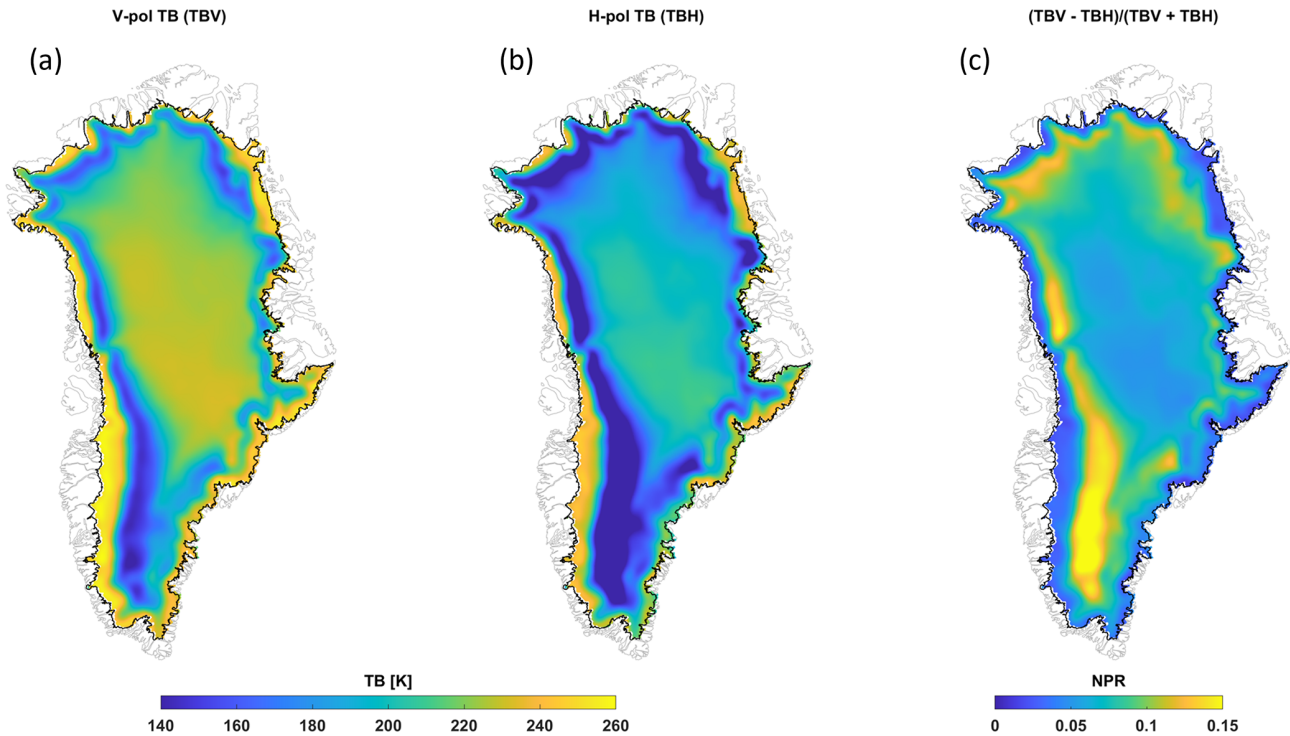 V-pol TB (TBV)
H-pol TB (TBH)
(TBV - TBH)/(TBV + TBH)
(a)
(b)
(c)
TB [K]
140 160 180 200 220 240 260
NPR
0 0.05 0.1 0.15